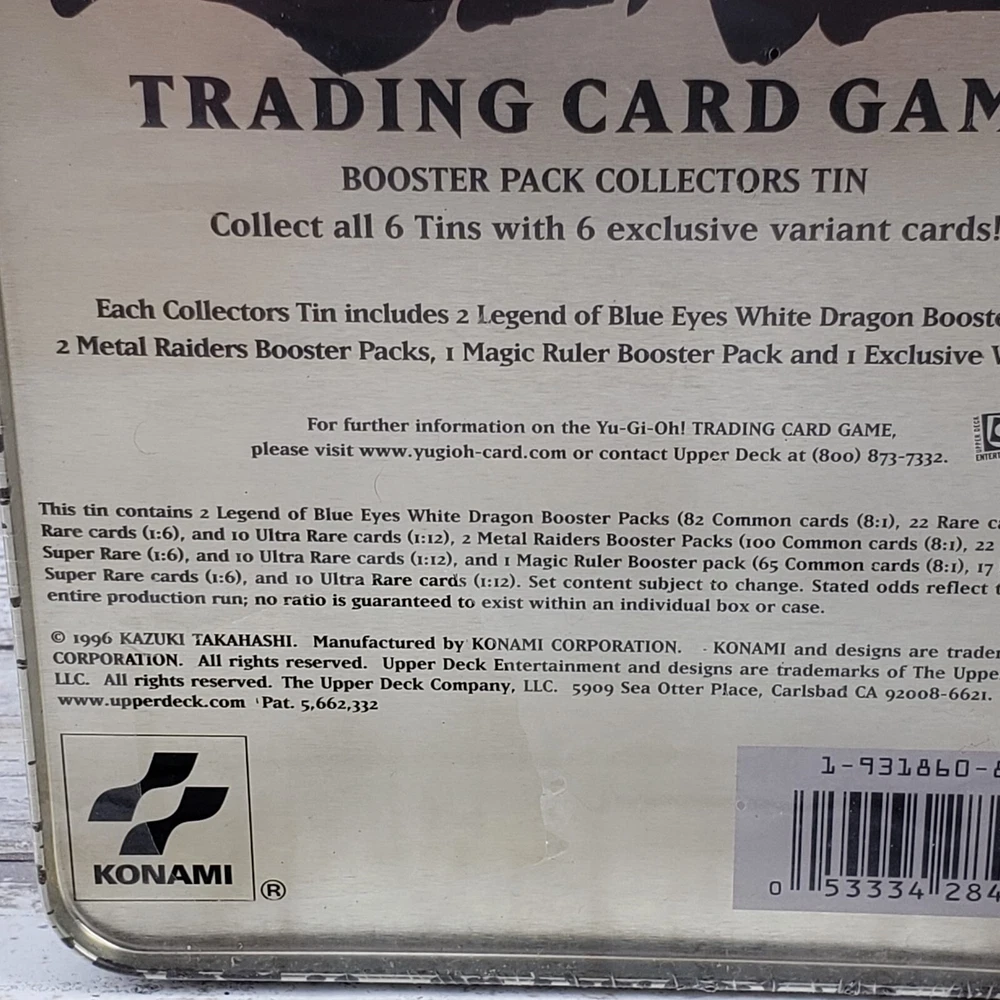 TRADING CARD GAM
BOOSTER PACK COLLECTORS TIN
Collect all 6 Tins with 6 exclusive variant cards!
Each Collectors Tin includes 2 Legend of Blue Eyes White Dragon Booste
2 Metal Raiders Booster Packs, 1 Magic Ruler Booster Pack and 1 Exclusive V
For further information on the Yu-Gi-Oh! TRADING CARD GAME,
please visit www.yugioh-card.com or contact Upper Deck at (800) 873-7332.
UPPER DECK
ENTERT
This tin contains 2 Legend of Blue Eyes White Dragon Booster Packs (82 Common cards (8:1), 22 Rare ca
Rare cards (1:6), and 10 Ultra Rare cards (1:12), 2 Metal Raiders Booster Packs (100 Common cards (8:1), 22
Super Rare (1:6), and 10 Ultra Rare cards (1:12), and 1 Magic Ruler Booster pack (65 Common cards (8:1), 17
Super Rare cards (1:6), and 10 Ultra Rare cards (1:12). Set content subject to change. Stated odds reflect t
entire production run; no ratio is guaranteed to exist within an individual box or case.
© 1996 KAZUKI TAKAHASHI. Manufactured by KONAMI CORPORATION. KONAMI and designs are trader
CORPORATION. All rights reserved. Upper Deck Entertainment and designs are trademarks of The Uppe
LLC. All rights reserved. The Upper Deck Company, LLC. 5909 Sea Otter Place, Carlsbad CA 92008-6621.
www.upperdeck.com Pat. 5,662,332
KONAMI ®
1-931860-
0 53334 284